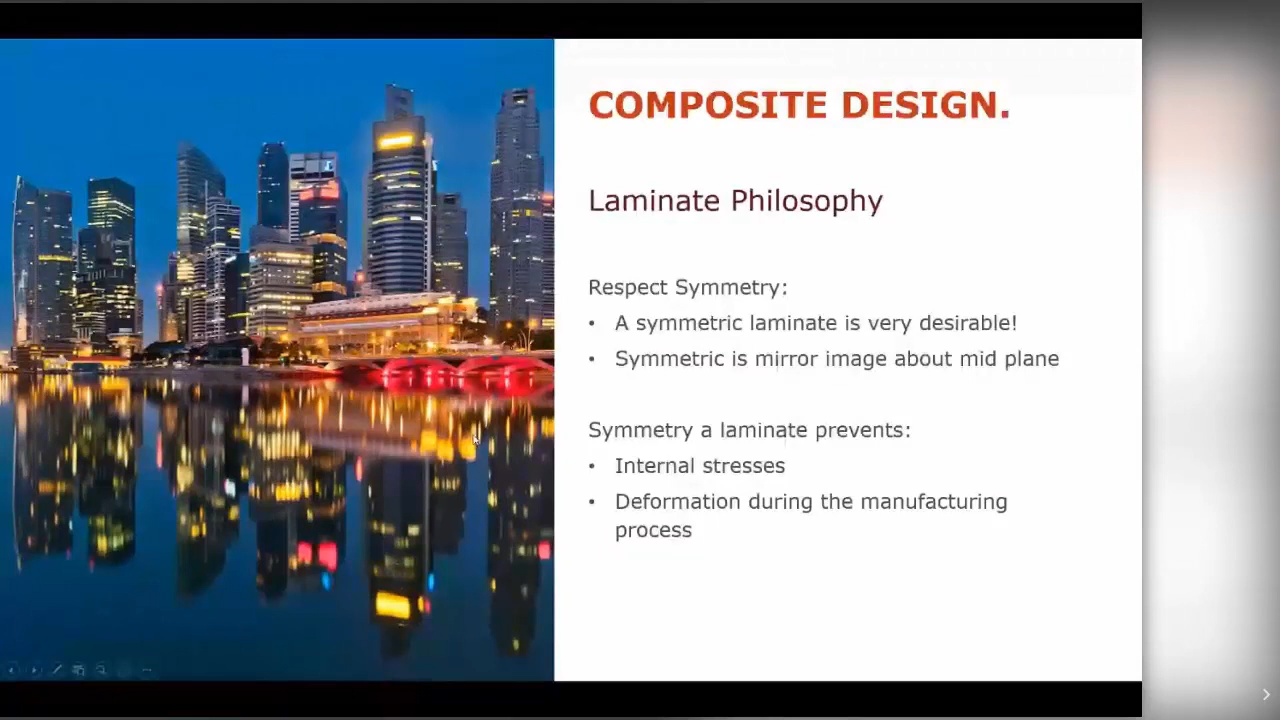 COMPOSITE DESIGN.
Laminate Philosophy
Respect Symmetry:
• A symmetric laminate is very desirable!
• Symmetric is mirror image about mid plane
Symmetry a laminate prevents:
• Internal stresses
• Deformation during the manufacturing
process